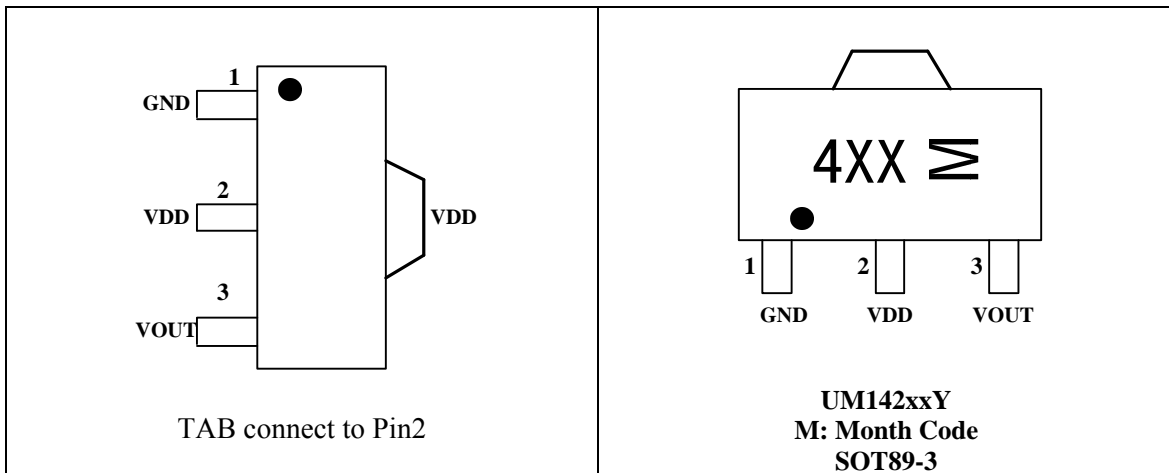 1
GND
2
VDD
VDD
3
VOUT
TAB connect to Pin2
4XX M
1
2
3
GND
VDD
VOUT
UM142xxY
M: Month Code
SOT89-3